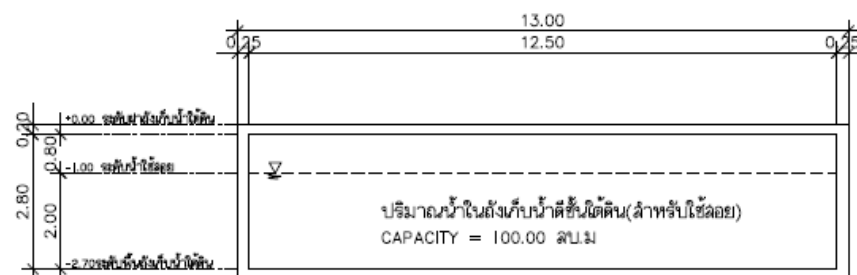 13.00
0.25 12.50 0.25
+0.00 ระดับฝาถังเก็บน้ำใต้ดิน
0.20
0.80
-1.00 ระดับน้ำใช้สอย
2.80
2.00
ปริมาณน้ำในถังเก็บน้ำดีชั้นใต้ดิน(สำหรับใช้สอย)
CAPACITY = 100.00 ลบ.ม
-2.70ระดับพื้นถังเก็บน้ำใต้ดิน